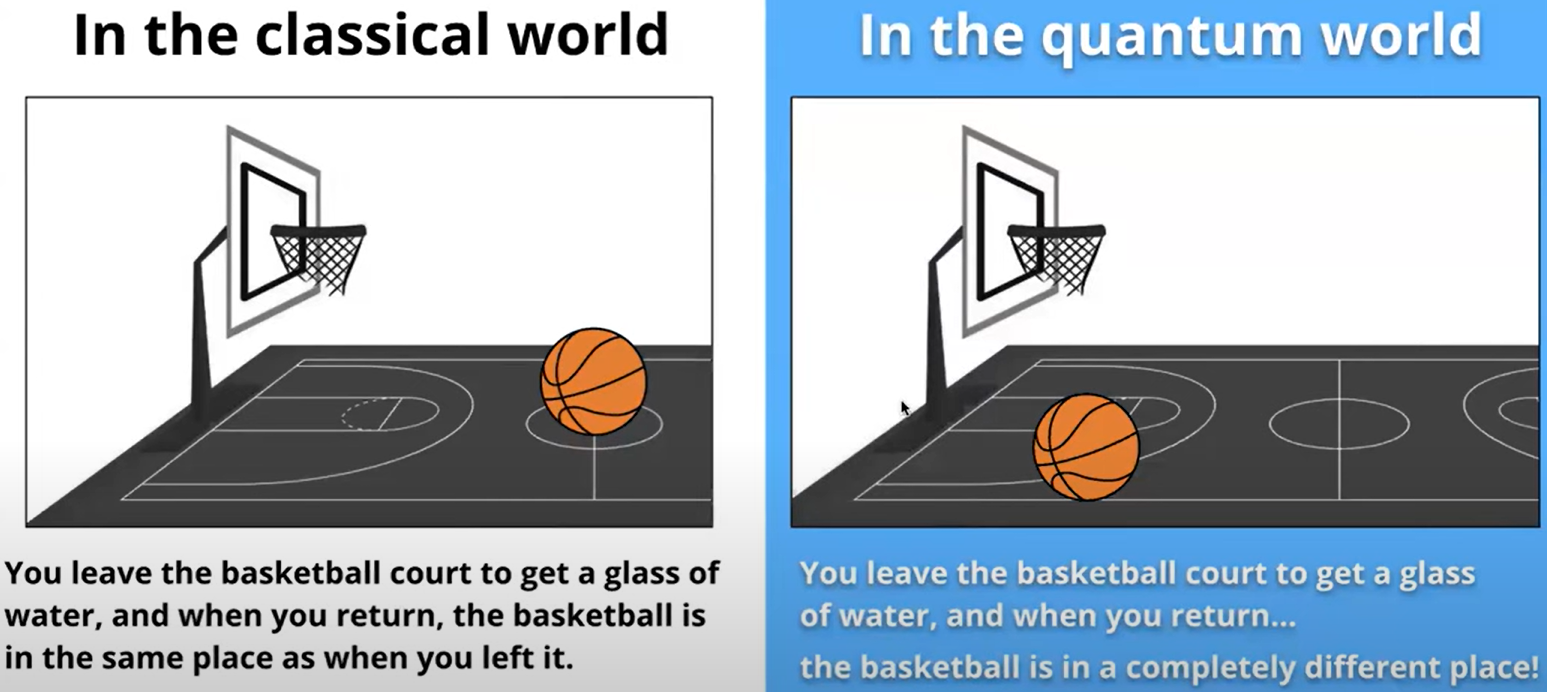 In the classical world
You leave the basketball court to get a glass of
water, and when you return, the basketball is
in the same place as when you left it.
In the quantum world
You leave the basketball court to get a glass
of water, and when you return...
the basketball is in a completely different place!